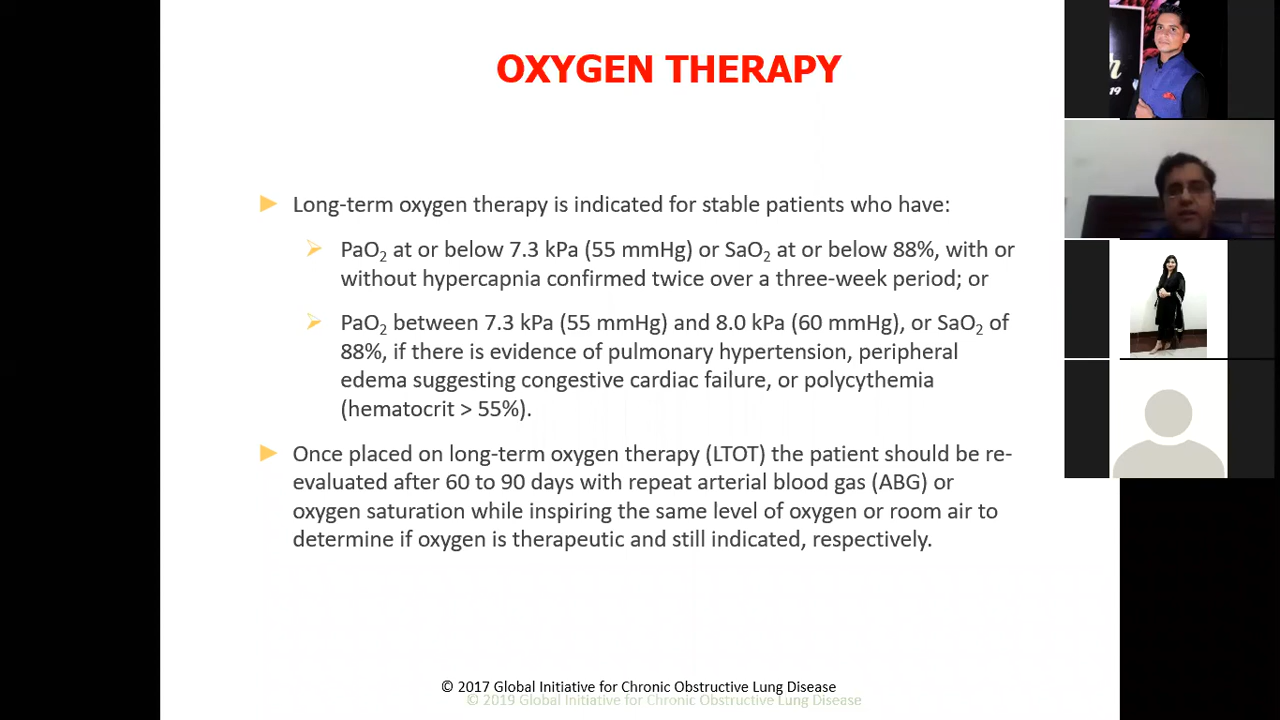 OXYGEN THERAPY
Long-term oxygen therapy is indicated for stable patients who have:
PaO2 at or below 7.3 kPa (55 mmHg) or SaO2 at or below 88%, with or
without hypercapnia confirmed twice over a three-week period; or
PaO2 between 7.3 kPa (55 mmHg) and 8.0 kPa (60 mmHg), or SaO2 of
88%, if there is evidence of pulmonary hypertension, peripheral
edema suggesting congestive cardiac failure, or polycythemia
(hematocrit > 55%).
Once placed on long-term oxygen therapy (LTOT) the patient should be re-
evaluated after 60 to 90 days with repeat arterial blood gas (ABG) or
oxygen saturation while inspiring the same level of oxygen or room air to
determine if oxygen is therapeutic and still indicated, respectively.
© 2017 Global Initiative for Chronic Obstructive Lung Disease
© 2019 Global Initiative for Chronic Obstructive Lung Disease
19